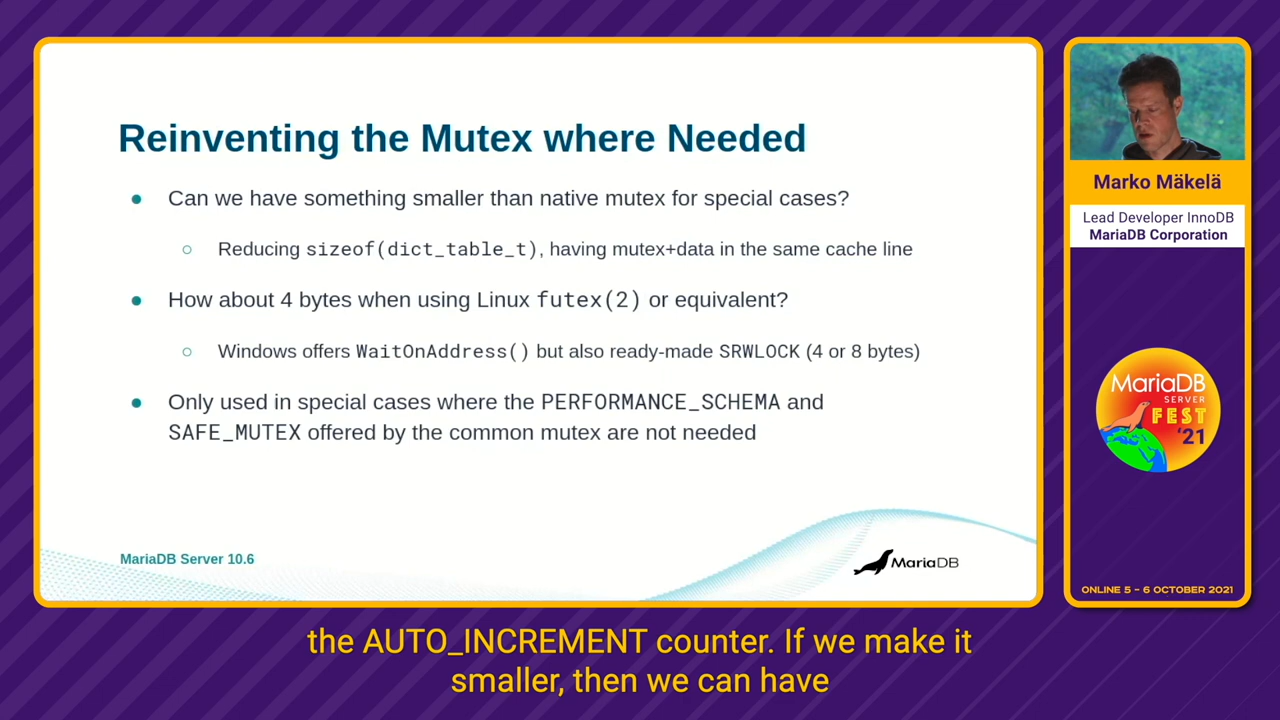 Reinventing the Mutex where Needed
Can we have something smaller than native mutex for special cases?
Reducing sizeof(dict_table_t), having mutex+data in the same cache line
How about 4 bytes when using Linux futex(2) or equivalent?
Windows offers WaitOnAddress() but also ready-made SRWLOCK (4 or 8 bytes)
Only used in special cases where the PERFORMANCE_SCHEMA and
SAFE_MUTEX offered by the common mutex are not needed
MariaDB Server 10.6
MariaDB
Marko Mäkelä
Lead Developer InnoDB
MariaDB Corporation
MariaDB
SERVER
FEST
'21
ONLINE 5 – 6 OCTOBER 2021
the AUTO_INCREMENT counter. If we make it
smaller, then we can have